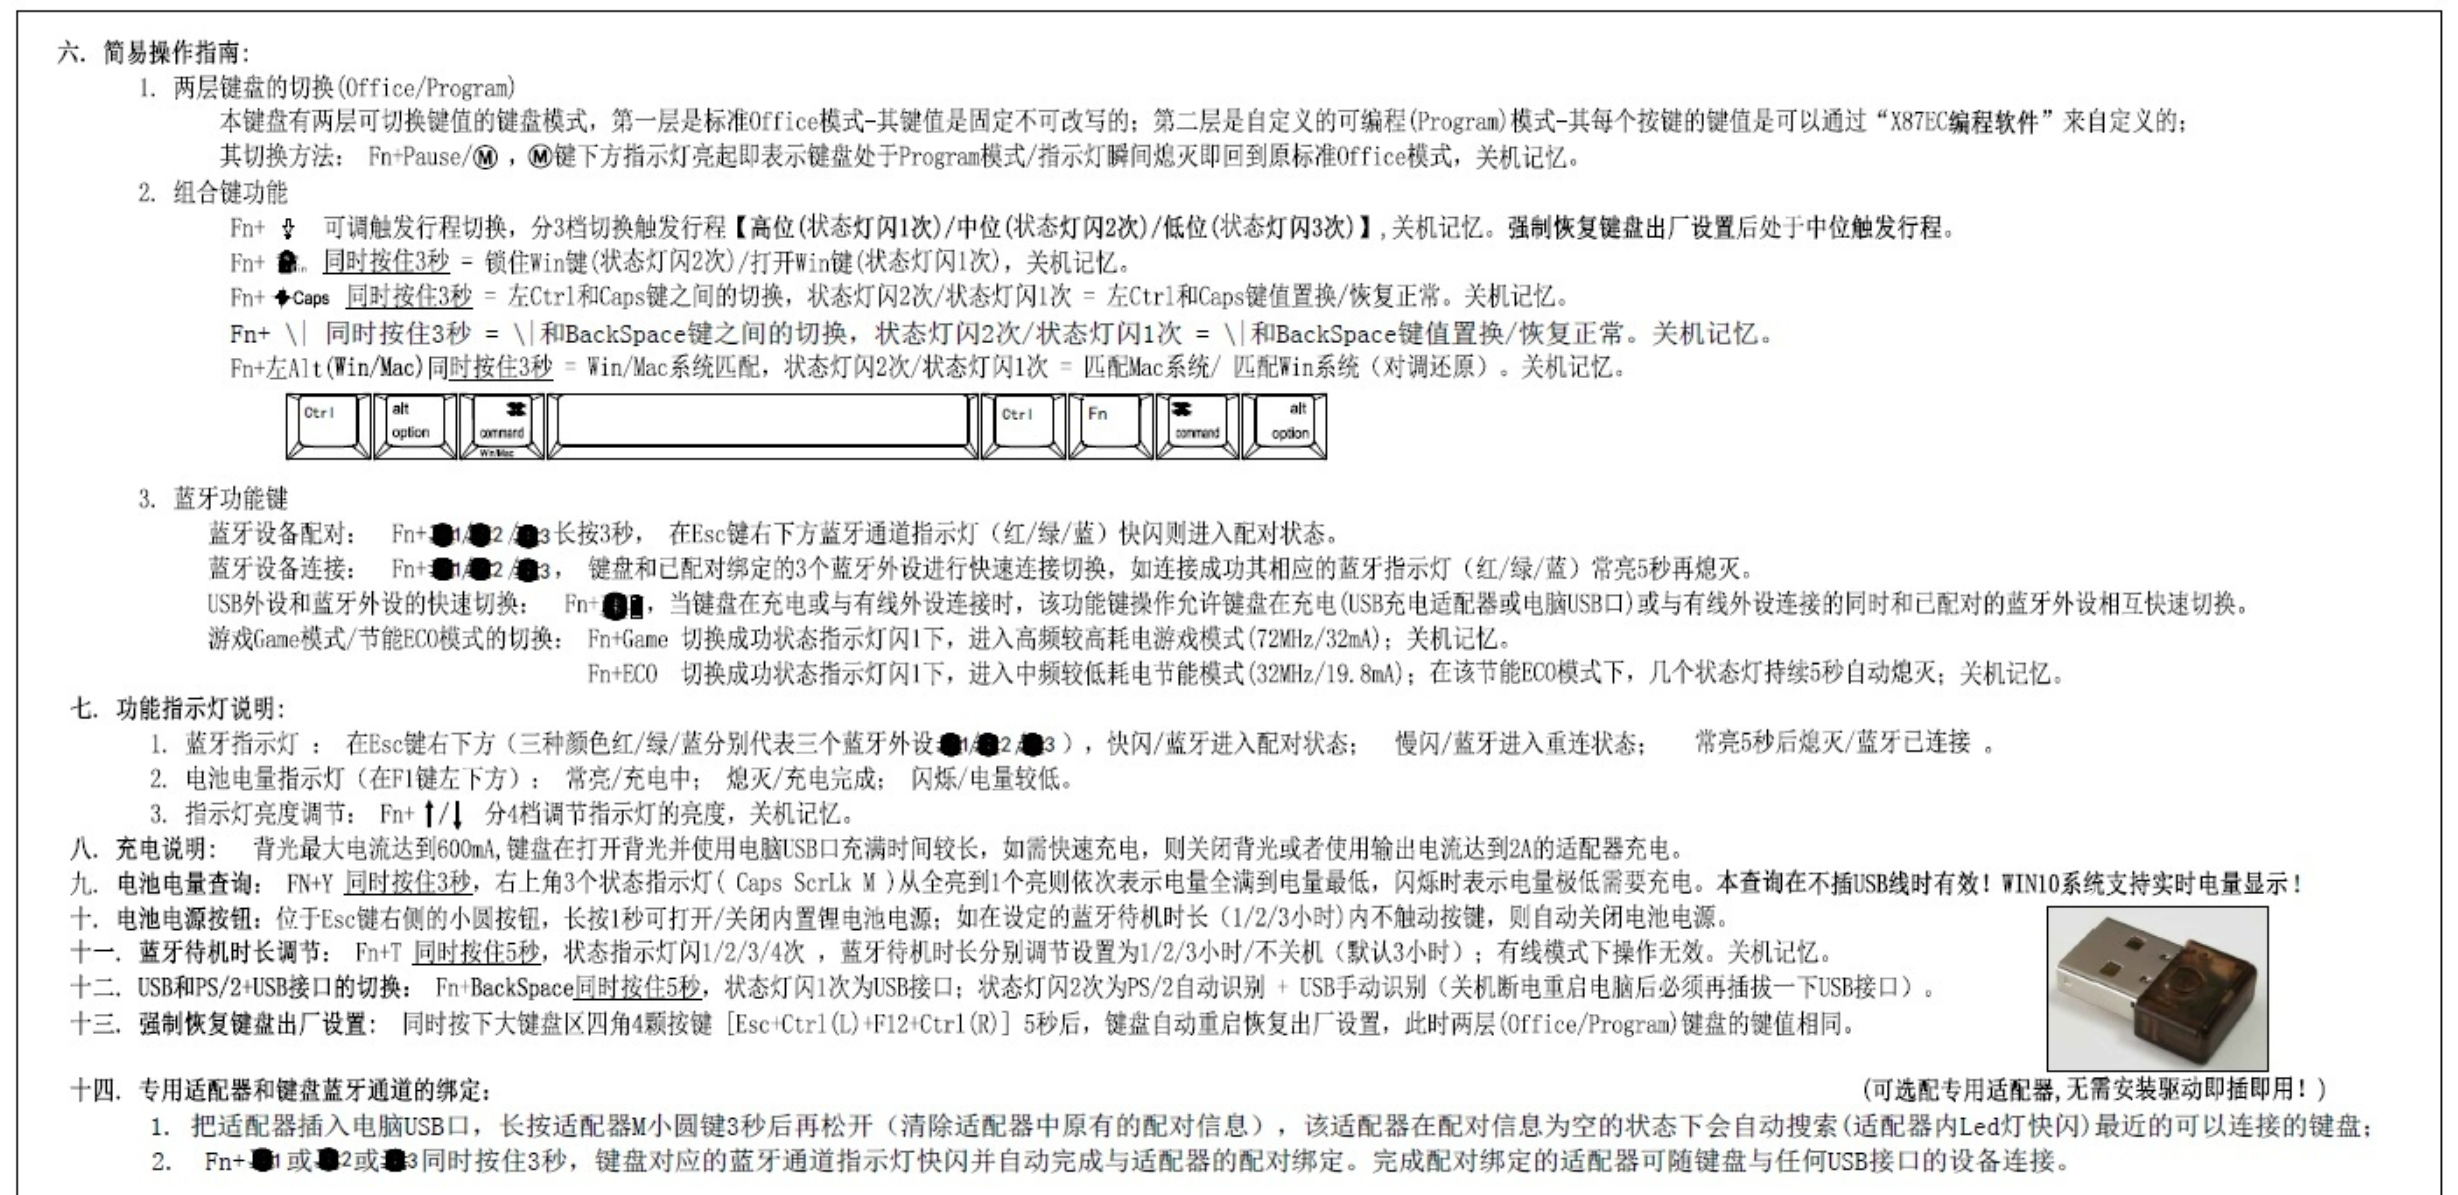 六. 简易操作指南:
1. 两层键盘的切换(Office/Program)
本键盘有两层可切换键值的键盘模式，第一层是标准Office模式-其键值是固定不可改写的；第二层是自定义的可编程(Program)模式-其每个按键的键值是可以通过“X87EC编程软件”来自定义的；
其切换方法： Fn+Pause/Ⓜ ，Ⓜ键下方指示灯亮起即表示键盘处于Program模式/指示灯瞬间熄灭即回到原标准Office模式，关机记忆。
2. 组合键功能
Fn+ 可调触发行程切换，分3档切换触发行程【高位(状态灯闪1次)/中位(状态灯闪2次)/低位(状态灯闪3次)】,关机记忆。强制恢复键盘出厂设置后处于中位触发行程。
Fn+ 同时按住3秒 = 锁住Win键(状态灯闪2次)/打开Win键(状态灯闪1次)，关机记忆。
Fn+ Caps 同时按住3秒 = 左Ctrl和Caps键之间的切换，状态灯闪2次/状态灯闪1次 = 左Ctrl和Caps键值置换/恢复正常。关机记忆。
Fn+ \| 同时按住3秒 = \|和BackSpace键之间的切换，状态灯闪2次/状态灯闪1次 = \|和BackSpace键值置换/恢复正常。关机记忆。
Fn+左Alt(Win/Mac)同时按住3秒 = Win/Mac系统匹配，状态灯闪2次/状态灯闪1次 = 匹配Mac系统/ 匹配Win系统（对调还原）。关机记忆。
Ctrl alt option ⌘ command Win/Mac Ctrl Fn ⌘ command alt option
3. 蓝牙功能键
蓝牙设备配对： Fn+1/2/3长按3秒， 在Esc键右下方蓝牙通道指示灯（红/绿/蓝）快闪则进入配对状态。
蓝牙设备连接： Fn+1/2/3， 键盘和已配对绑定的3个蓝牙外设进行快速连接切换，如连接成功其相应的蓝牙指示灯（红/绿/蓝）常亮5秒再熄灭。
USB外设和蓝牙外设的快速切换： Fn+ ，当键盘在充电或与有线外设连接时，该功能键操作允许键盘在充电(USB充电适配器或电脑USB口)或与有线外设连接的同时和已配对的蓝牙外设相互快速切换。
游戏Game模式/节能ECO模式的切换： Fn+Game 切换成功状态指示灯闪1下，进入高频较高耗电游戏模式(72MHz/32mA)；关机记忆。
Fn+ECO 切换成功状态指示灯闪1下，进入中频较低耗电节能模式(32MHz/19.8mA)；在该节能ECO模式下，几个状态灯持续5秒自动熄灭；关机记忆。
七. 功能指示灯说明：
1. 蓝牙指示灯 ： 在Esc键右下方（三种颜色红/绿/蓝分别代表三个蓝牙外设1/2/3），快闪/蓝牙进入配对状态； 慢闪/蓝牙进入重连状态； 常亮5秒后熄灭/蓝牙已连接 。
2. 电池电量指示灯（在F1键左下方）： 常亮/充电中； 熄灭/充电完成； 闪烁/电量较低。
3. 指示灯亮度调节： Fn+ ↑/↓ 分4档调节指示灯的亮度，关机记忆。
八. 充电说明： 背光最大电流达到600mA,键盘在打开背光并使用电脑USB口充满时间较长，如需快速充电，则关闭背光或者使用输出电流达到2A的适配器充电。
九. 电池电量查询： FN+Y 同时按住3秒，右上角3个状态指示灯( Caps ScrLk M )从全亮到1个亮则依次表示电量全满到电量最低，闪烁时表示电量极低需要充电。本查询在不插USB线时有效！WIN10系统支持实时电量显示！
十. 电池电源按钮：位于Esc键右侧的小圆按钮，长按1秒可打开/关闭内置锂电池电源；如在设定的蓝牙待机时长（1/2/3小时)内不触动按键，则自动关闭电池电源。
十一. 蓝牙待机时长调节： Fn+T 同时按住5秒，状态指示灯闪1/2/3/4次 ，蓝牙待机时长分别调节设置为1/2/3小时/不关机（默认3小时）；有线模式下操作无效。关机记忆。
十二. USB和PS/2+USB接口的切换： Fn+BackSpace同时按住5秒，状态灯闪1次为USB接口；状态灯闪2次为PS/2自动识别 + USB手动识别（关机断电重启电脑后必须再插拔一下USB接口）。
十三. 强制恢复键盘出厂设置： 同时按下大键盘区四角4颗按键 [Esc+Ctrl(L)+F12+Ctrl(R)] 5秒后，键盘自动重启恢复出厂设置，此时两层(Office/Program)键盘的键值相同。
十四. 专用适配器和键盘蓝牙通道的绑定：
(可选配专用适配器,无需安装驱动即插即用！)
1. 把适配器插入电脑USB口，长按适配器M小圆键3秒后再松开（清除适配器中原有的配对信息），该适配器在配对信息为空的状态下会自动搜索(适配器内Led灯快闪)最近的可以连接的键盘；
2. Fn+1或2或3同时按住3秒，键盘对应的蓝牙通道指示灯快闪并自动完成与适配器的配对绑定。完成配对绑定的适配器可随键盘与任何USB接口的设备连接。